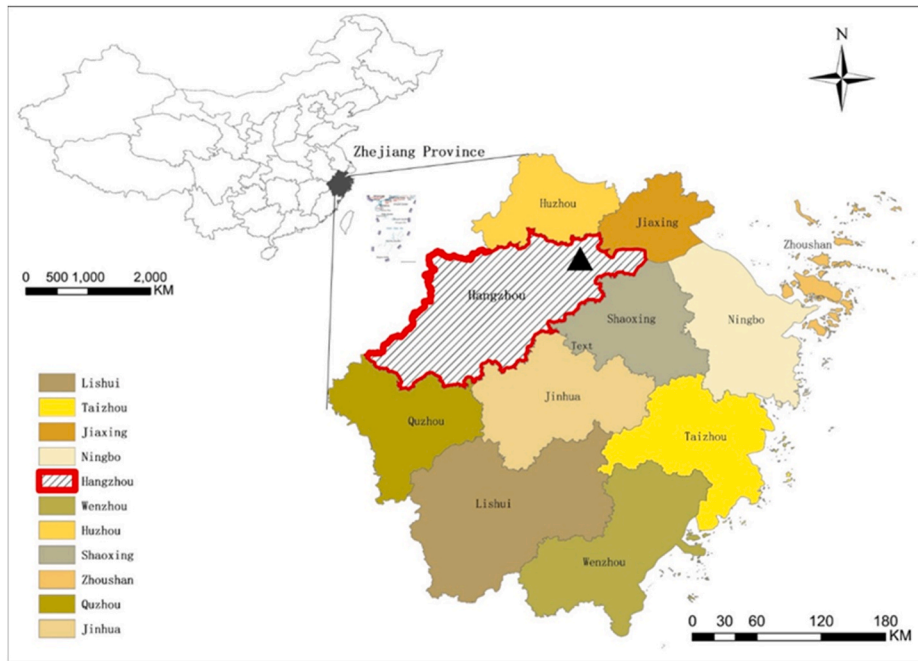 N
Zhejiang Province
Huzhou
Jiaxing
Zhoushan
Hangzhou
Shaoxing
Ningbo
Text
Jinhua
Quzhou
Taizhou
Lishui
Wenzhou
0 500 1,000 2,000
KM
Lishui
Taizhou
Jiaxing
Ningbo
Hangzhou
Wenzhou
Huzhou
Shaoxing
Zhoushan
Quzhou
Jinhua
0 30 60 120 180
KM